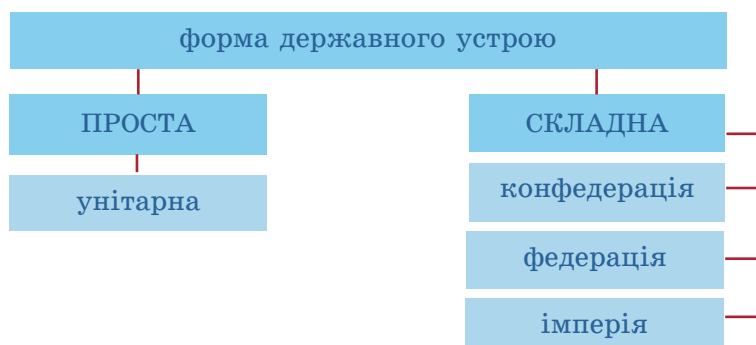 форма державного устрою
ПРОСТА
СКЛАДНА
унітарна
конфедерація
федерація
імперія